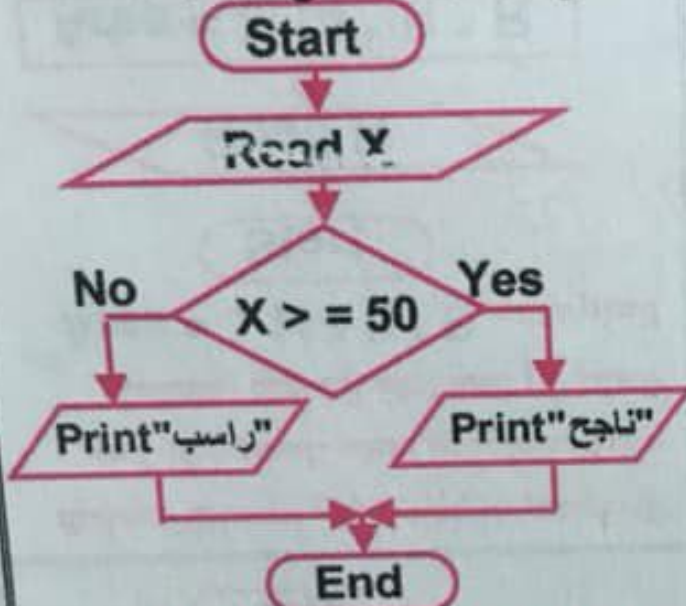 Start
Read X
No
Yes
X > = 50
Print"راسب"
Print"ناجح"
End